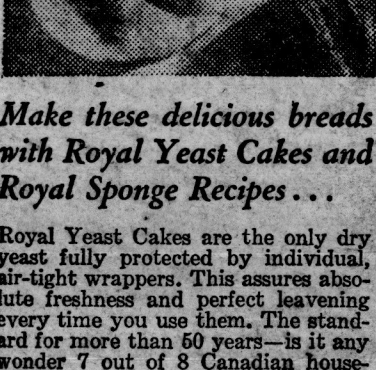 Make these delicious breads
with Royal Yeast Cakes and
Royal Sponge Recipes...
Royal Yeast Cakes are the only dry
yeast fully protected by individual,
air-tight wrappers. This assures abso-
lute freshness and perfect leavening
every time you use them. The stand-
ard for more than 50 years—is it any
wonder 7 out of 8 Canadian house-